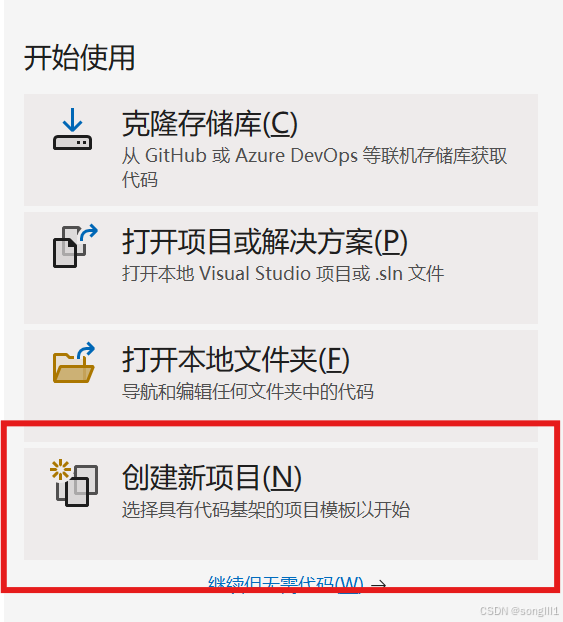 开始使用
克隆存储库(C)
从 GitHub 或 Azure DevOps 等联机存储库获取
代码
打开项目或解决方案(P)
打开本地 Visual Studio 项目或 .sln 文件
打开本地文件夹(F)
导航和编辑任何文件夹中的代码
创建新项目(N)
选择具有代码基架的项目模板以开始
继续但无需代码(W) →
CSDN @songlll1